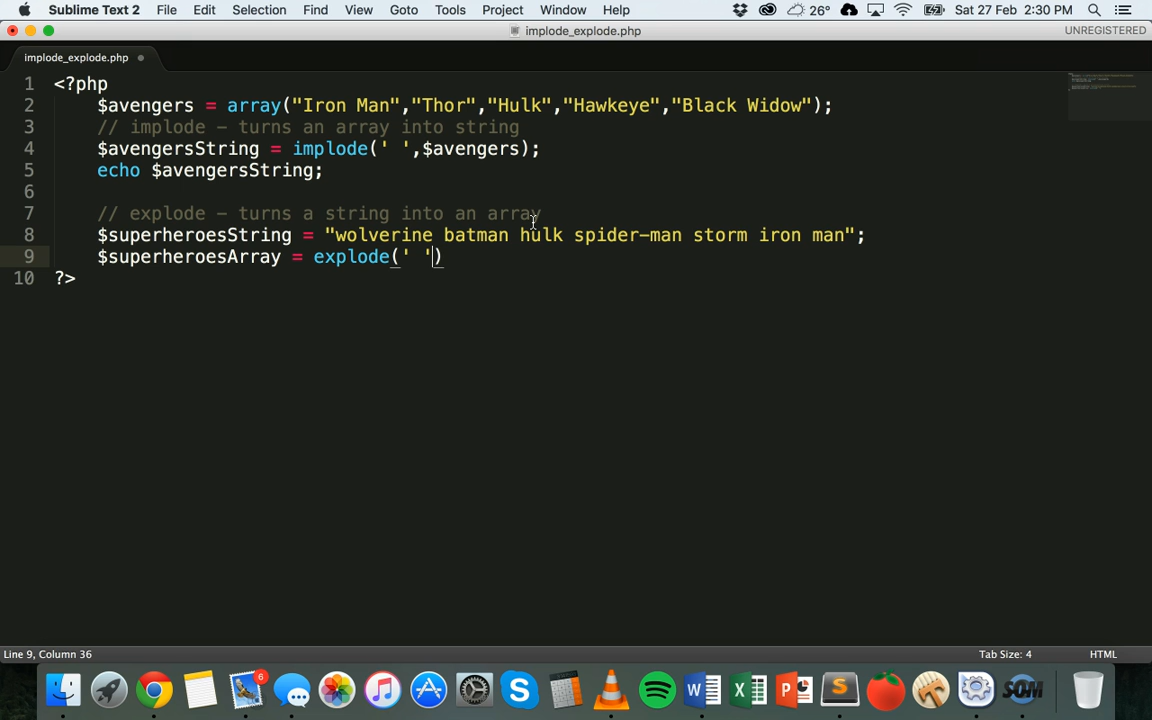 Sublime Text 2 File Edit Selection Find View Goto Tools Project Window Help 26° Sat 27 Feb 2:30 PM
implode_explode.php UNREGISTERED
implode_explode.php
1 <?php
2 $avengers = array("Iron Man","Thor","Hulk","Hawkeye","Black Widow");
3 // implode - turns an array into string
4 $avengersString = implode(' ',$avengers);
5 echo $avengersString;
6
7 // explode - turns a string into an array
8 $superheroesString = "wolverine batman hulk spider-man storm iron man";
9 $superheroesArray = explode(' ')
10 ?>
Line 9, Column 36 Tab Size: 4 HTML
6
SOM